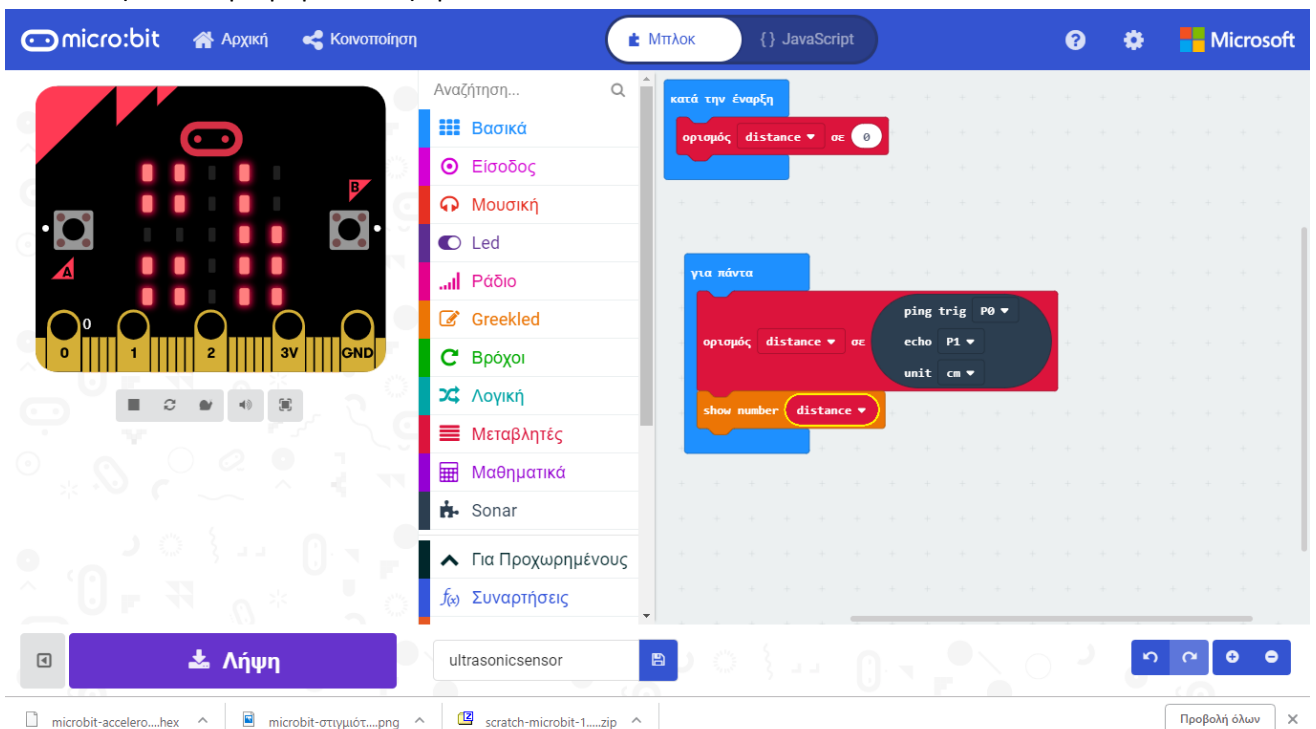 micro:bit Αρχική Κοινοποίηση Μπλοκ {} JavaScript ? Microsoft
B
A
0
0 1 2 3V GND
Λήψη
Αναζήτηση...
Βασικά
Είσοδος
Μουσική
Led
Ράδιο
Greekled
Βρόχοι
Λογική
Μεταβλητές
Μαθηματικά
Sonar
Για Προχωρημένους
f(x) Συναρτήσεις
ultrasonicsensor
κατά την έναρξη
ορισμός distance σε 0
για πάντα
ορισμός distance σε
ping trig P0
echo P1
unit cm
show number distance
microbit-accelero....hex microbit-στιγμιότ....png scratch-microbit-1.....zip Προβολή όλων